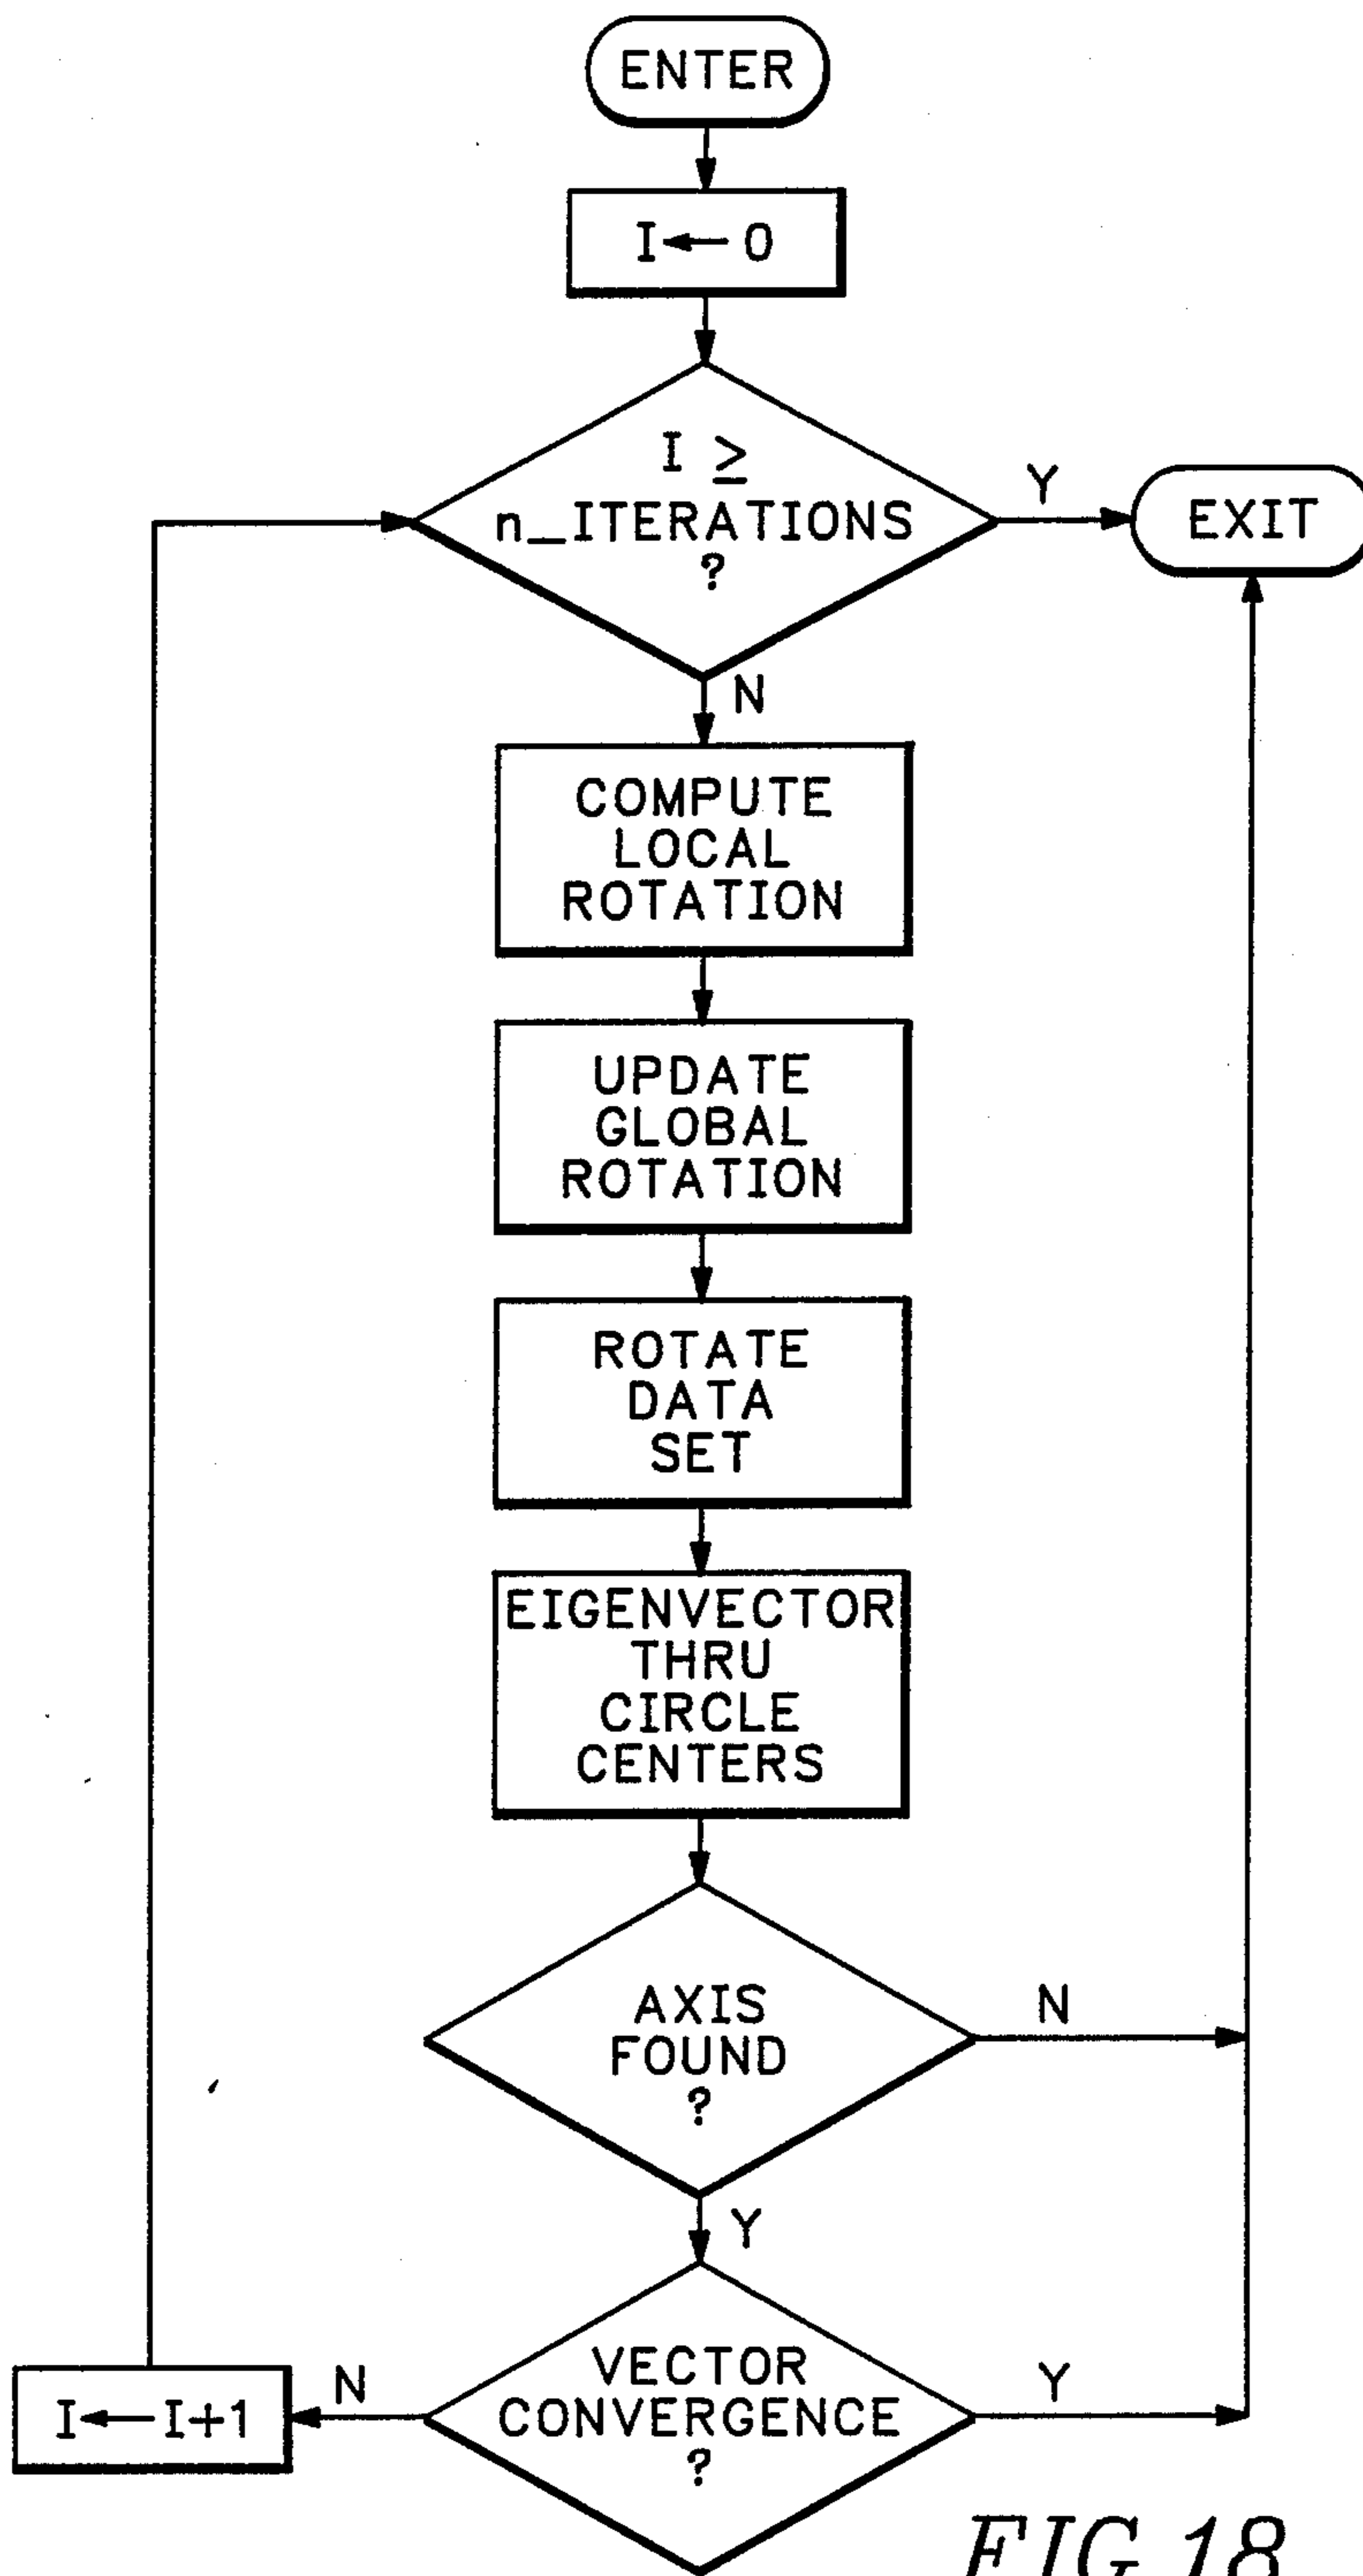 ENTER
I ← 0
I ≥
n_ITERATIONS
?
Y
EXIT
N
COMPUTE
LOCAL
ROTATION
UPDATE
GLOBAL
ROTATION
ROTATE
DATA
SET
EIGENVECTOR
THRU
CIRCLE
CENTERS
AXIS
FOUND
?
N
Y
VECTOR
CONVERGENCE
?
Y
N
I ← I+1
FIG.18